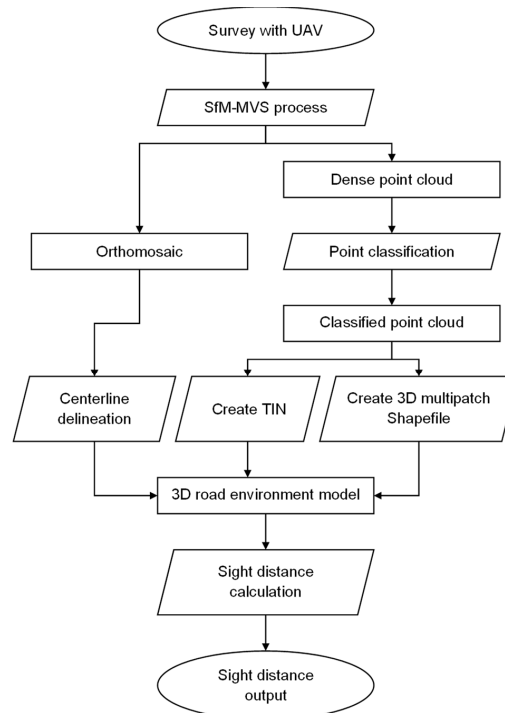 Survey with UAV
SfM-MVS process
Dense point cloud
Orthomosaic
Point classification
Classified point cloud
Centerline
delineation
Create TIN
Create 3D multipatch
Shapefile
3D road environment model
Sight distance
calculation
Sight distance
output